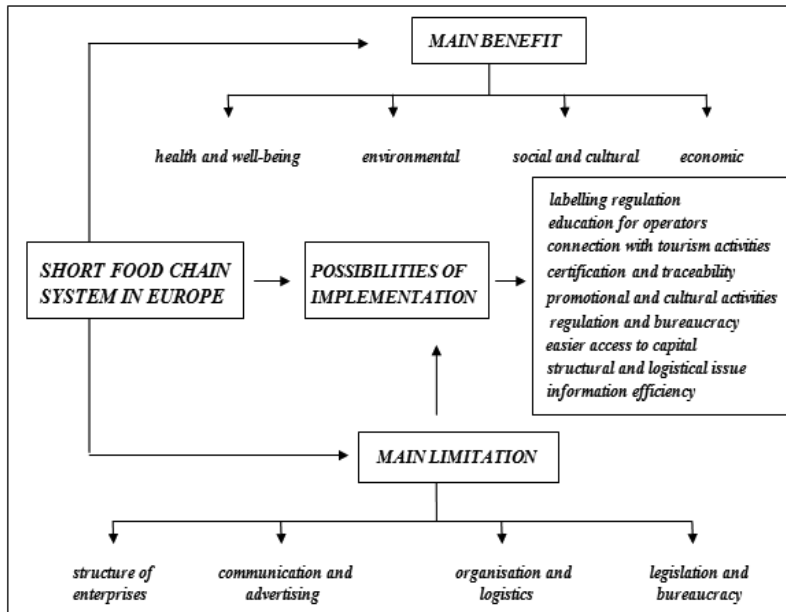 MAIN BENEFIT
health and well-being
environmental
social and cultural
economic
labelling regulation
education for operators
connection with tourism activities
certification and traceability
promotional and cultural activities
regulation and bureaucracy
easier access to capital
structural and logistical issue
information efficiency
SHORT FOOD CHAIN
SYSTEM IN EUROPE
POSSIBILITIES OF
IMPLEMENTATION
MAIN LIMITATION
structure of
enterprises
communication and
advertising
organisation and
logistics
legislation and
bureaucracy